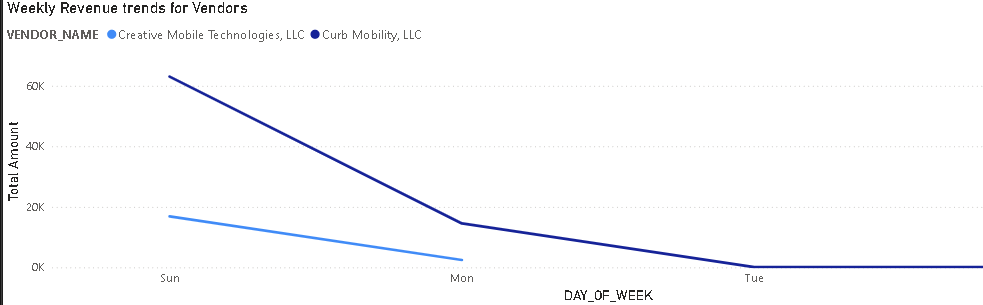 Weekly Revenue trends for Vendors
VENDOR_NAME Creative Mobile Technologies, LLC Curb Mobility, LLC
60K
40K
20K
0K
Total Amount
Sun Mon Tue
DAY_OF_WEEK